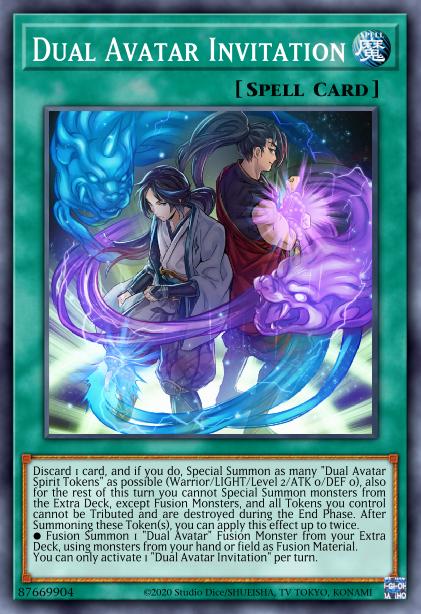 Dual Avatar Invitation
SPELL
魔
[ Spell Card ]
Discard 1 card, and if you do, Special Summon as many "Dual Avatar
Spirit Tokens" as possible (Warrior/LIGHT/Level 2/ATK 0/DEF 0), also
for the rest of this turn you cannot Special Summon monsters from
the Extra Deck, except Fusion Monsters, and all Tokens you control
cannot be Tributed and are destroyed during the End Phase. After
Summoning these Token(s), you can apply this effect up to twice.
● Fusion Summon 1 "Dual Avatar" Fusion Monster from your Extra
Deck, using monsters from your hand or field as Fusion Material.
You can only activate 1 "Dual Avatar Invitation" per turn.
87669904
©2020 Studio Dice/SHUEISHA, TV TOKYO, KONAMI